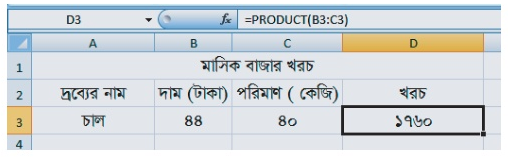 D3 fx =PRODUCT(B3:C3)
A B C D
1 মাসিক বাজার খরচ
2 দ্রব্যের নাম দাম (টাকা) পরিমাণ ( কেজি) খরচ
3 চাল ৪৪ ৪০ ১৭৬০
4